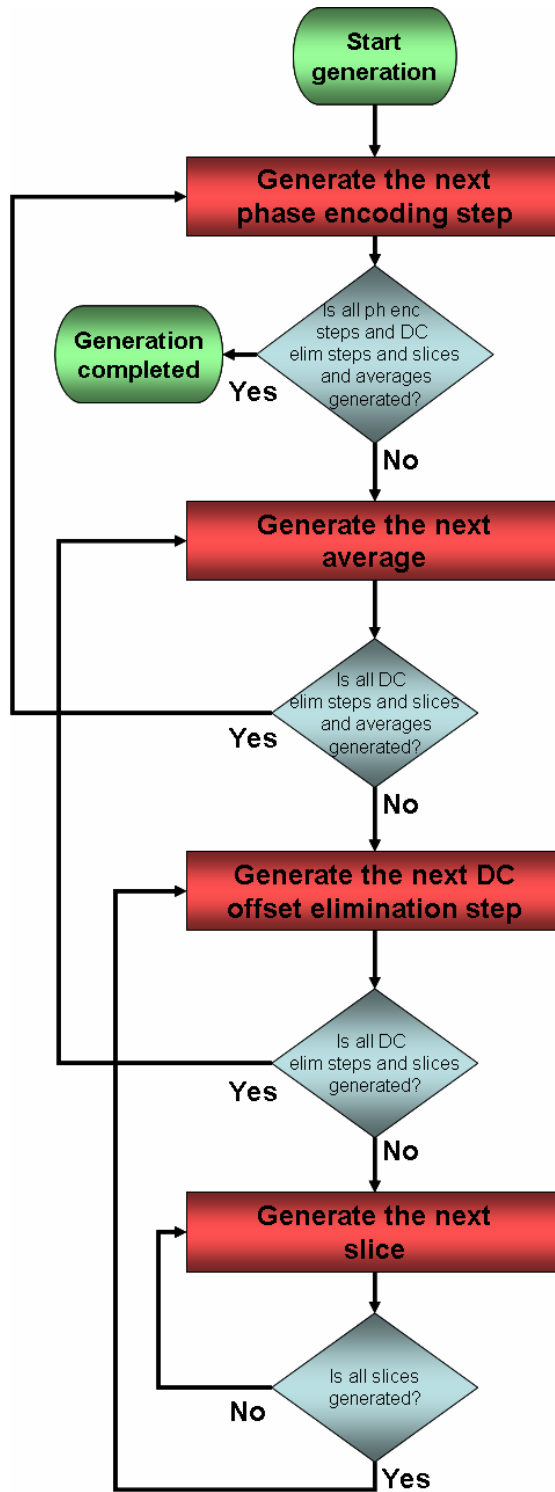 Start
generation
Generate the next
phase encoding step
Is all ph enc
steps and DC
elim steps and slices
and averages
generated?
Generation
completed
Yes
No
Generate the next
average
Is all DC
elim steps and slices
and averages
generated?
Yes
No
Generate the next DC
offset elimination step
Is all DC
elim steps and slices
generated?
Yes
No
Generate the next
slice
Is all slices
generated?
No
Yes